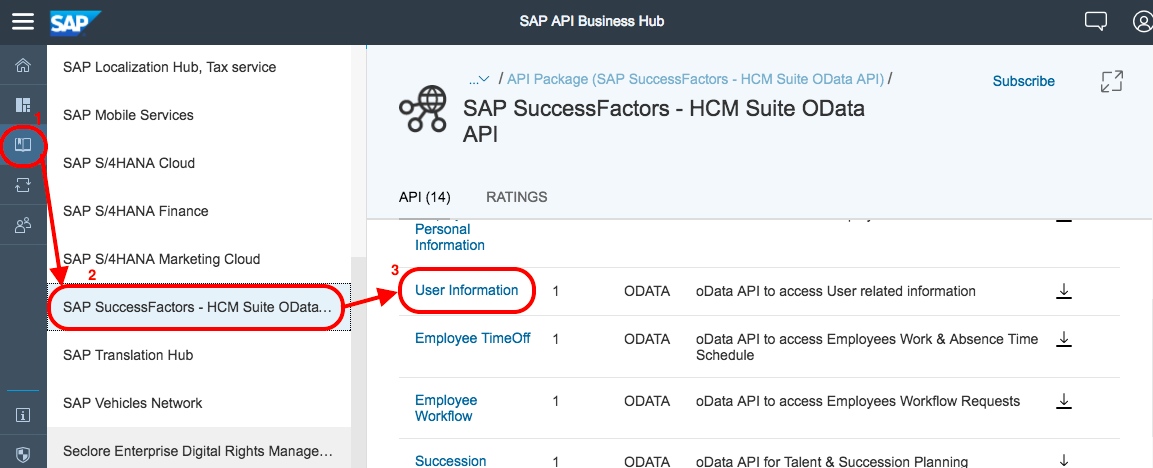 SAP
SAP API Business Hub
SAP Localization Hub, Tax service
SAP Mobile Services
1
SAP S/4HANA Cloud
SAP S/4HANA Finance
SAP S/4HANA Marketing Cloud
2
SAP SuccessFactors - HCM Suite OData...
SAP Translation Hub
SAP Vehicles Network
Seclore Enterprise Digital Rights Manage...
... / API Package (SAP SuccessFactors - HCM Suite OData API) /
Subscribe
SAP SuccessFactors - HCM Suite OData
API
API (14) RATINGS
Personal
Information
3
User Information 1 ODATA oData API to access User related information
Employee TimeOff 1 ODATA oData API to access Employees Work & Absence Time
Schedule
Employee 1 ODATA oData API to access Employees Workflow Requests
Workflow
Succession 1 ODATA oData API for Talent & Succession Planning